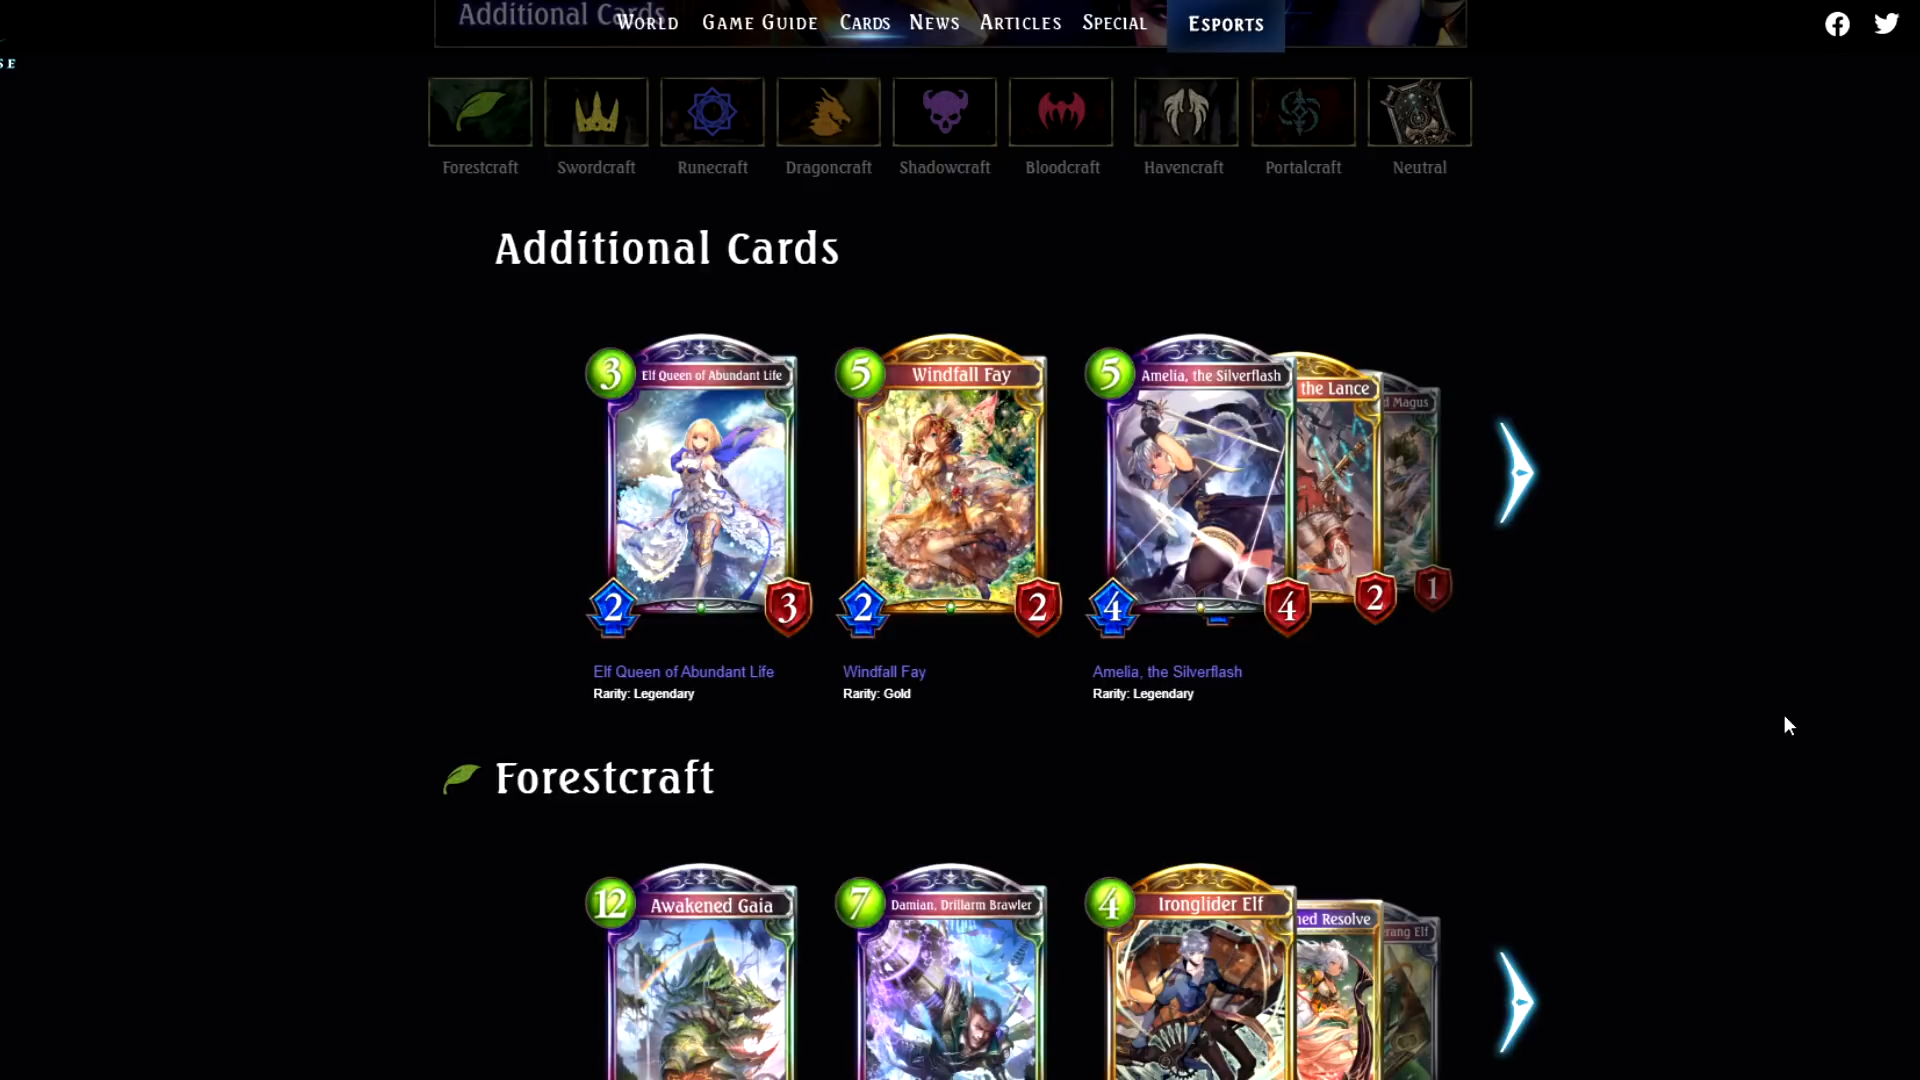 Additional Cards
World Game Guide Cards News Articles Special Esports
SE
Forestcraft Swordcraft Runecraft Dragoncraft Shadowcraft Bloodcraft Havencraft Portalcraft Neutral
Additional Cards
3 Elf Queen of Abundant Life
5 Windfall Fay
5 Amelia, the Silverflash
the Lance
d Magus
2 3
2 2
4 4
2
1
Elf Queen of Abundant Life
Rarity: Legendary
Windfall Fay
Rarity: Gold
Amelia, the Silverflash
Rarity: Legendary
Forestcraft
12 Awakened Gaia
7 Damian, Drillarm Brawler
4 Ironglider Elf
ned Resolve
rang Elf